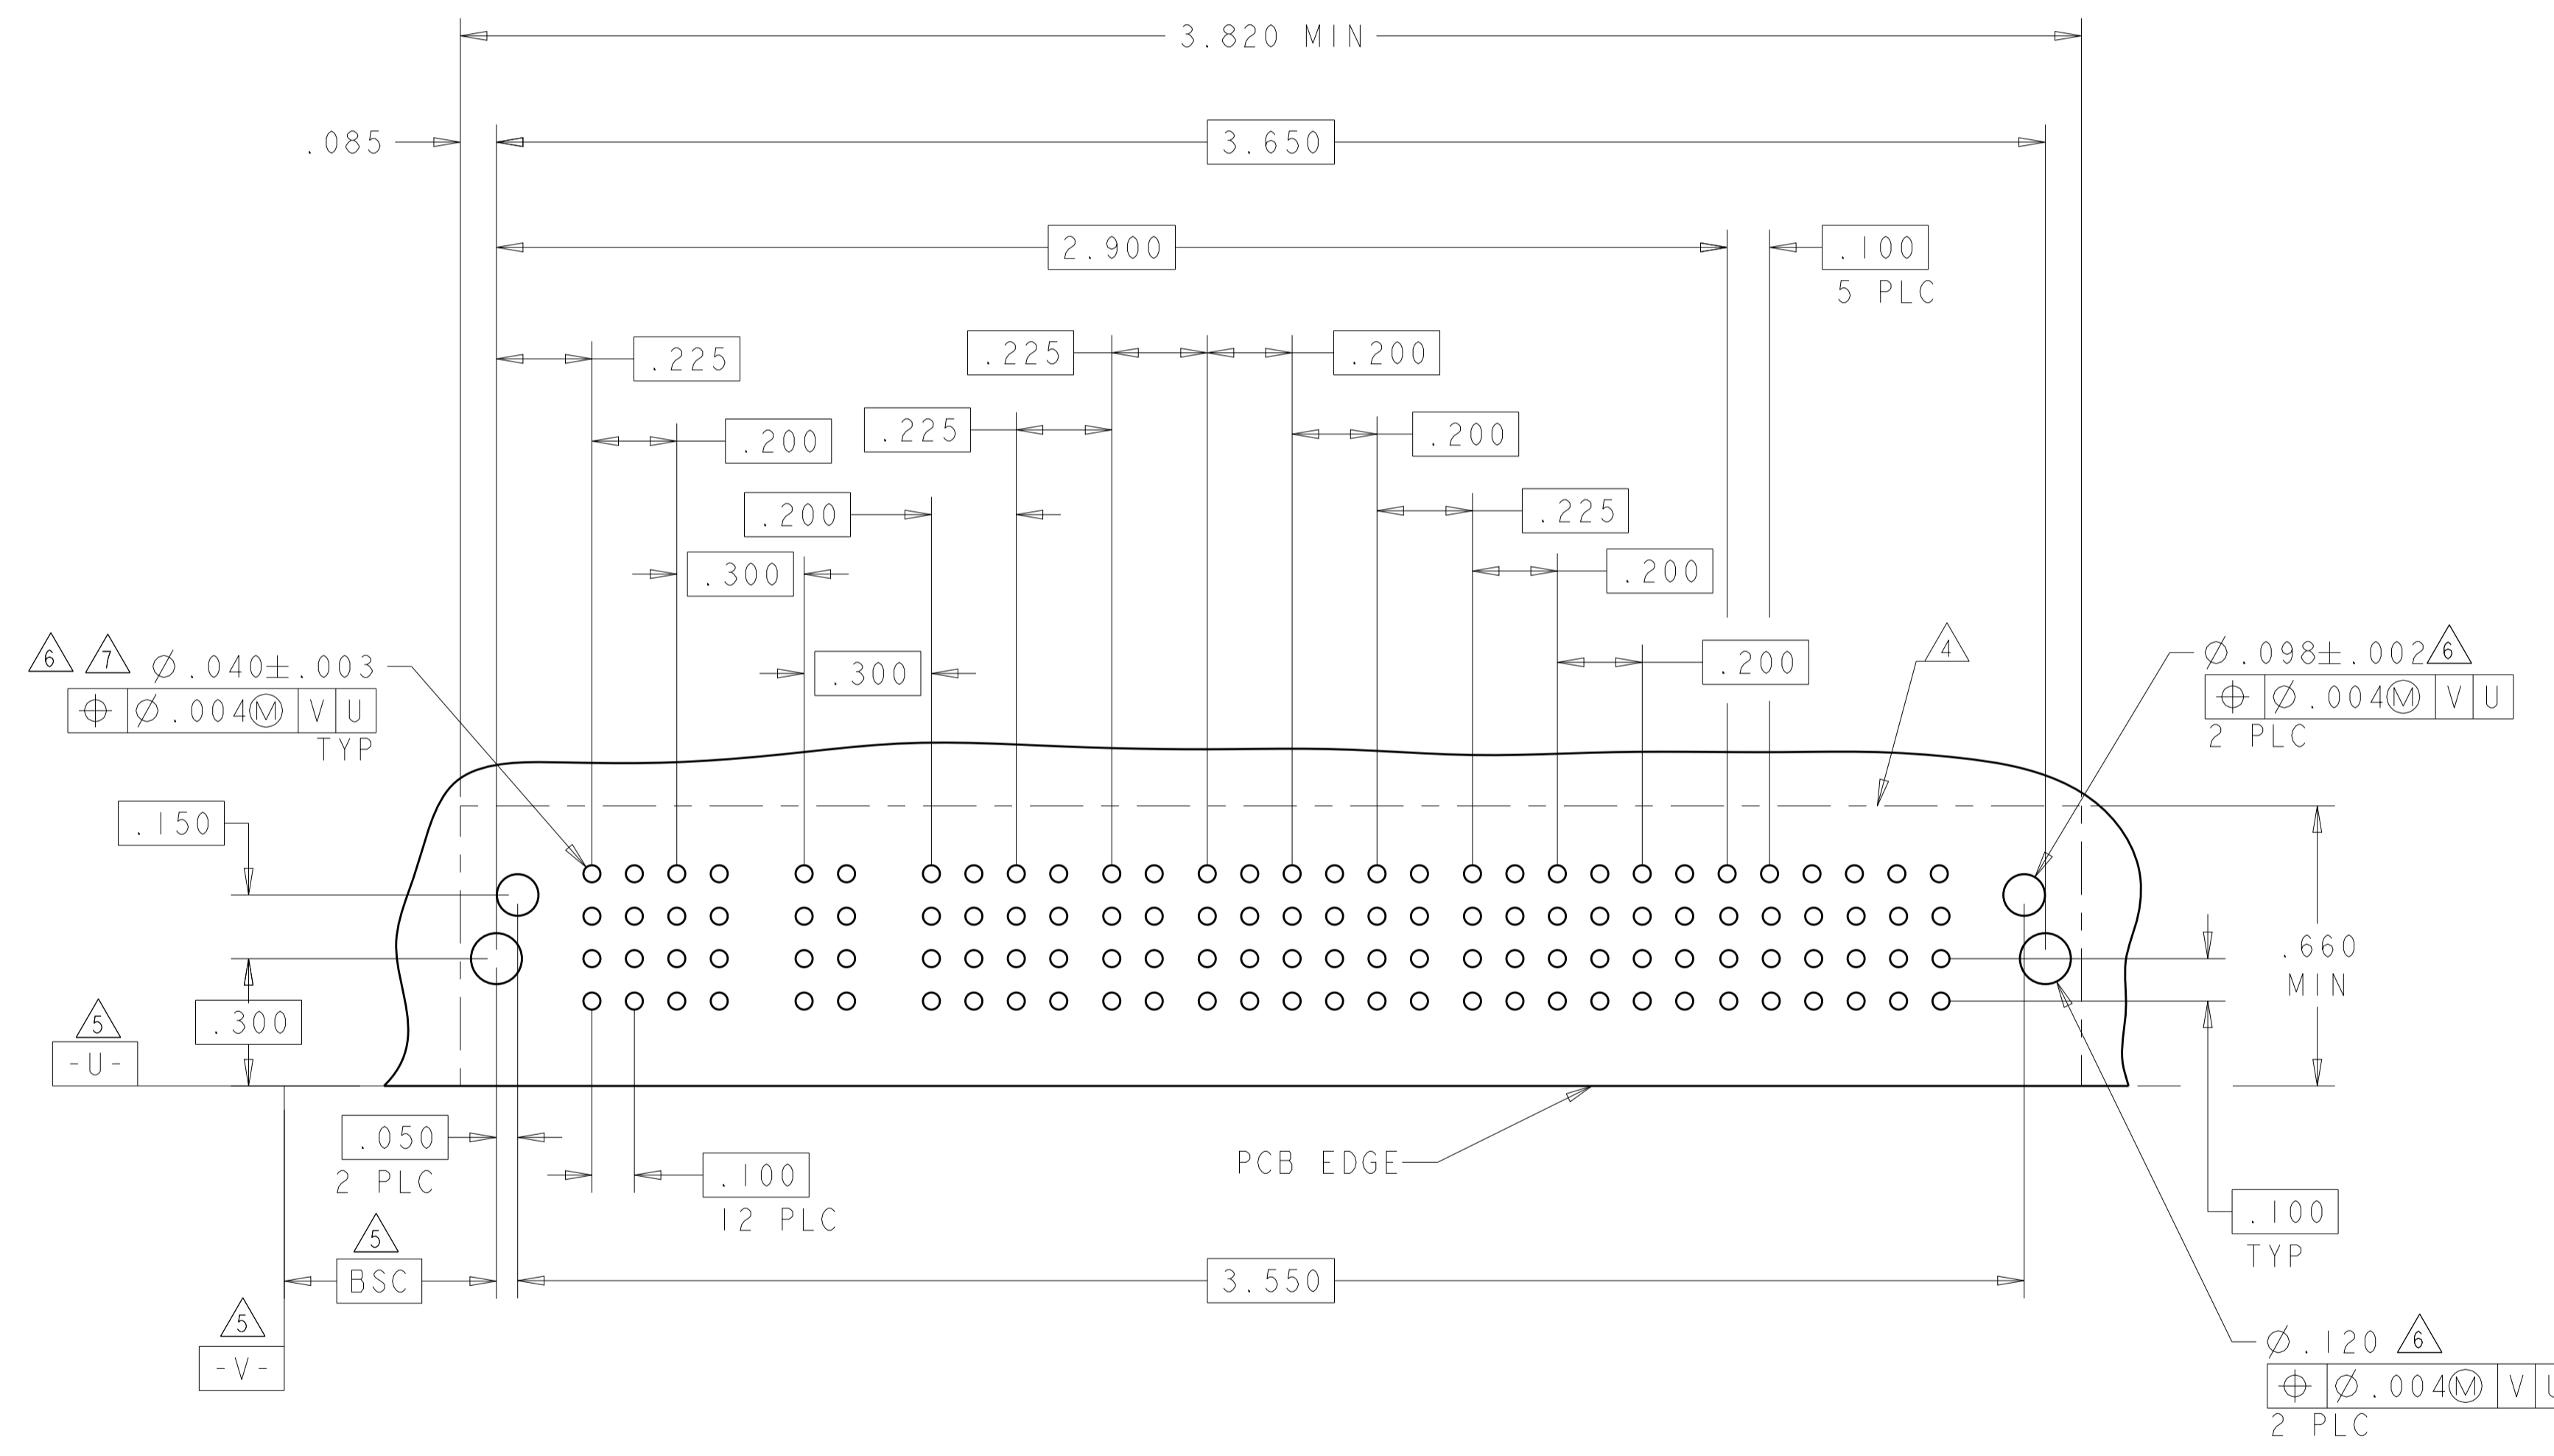 3.820 MIN
.085
3.650
2.900
.100
5 PLC
.225
.225
.200
.200
.225
.200
.200
.225
.300
.200
.300
.200
4
6 7 Ø.040±.003
⌖ Ø.004Ⓜ V U
TYP
Ø.098±.002 6
⌖ Ø.004Ⓜ V U
2 PLC
.150
.660
MIN
5
-U-
.300
.050
2 PLC
.100
12 PLC
PCB EDGE
.100
TYP
5
BSC
3.550
5
-V-
Ø.120 6
⌖ Ø.004Ⓜ V U
2 PLC